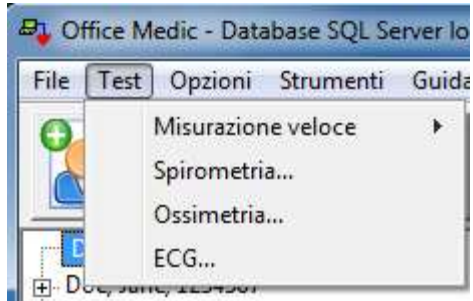 Office Medic - Database SQL Server lo
File Test Opzioni Strumenti Guida
Misurazione veloce
Spirometria...
Ossimetria...
ECG...